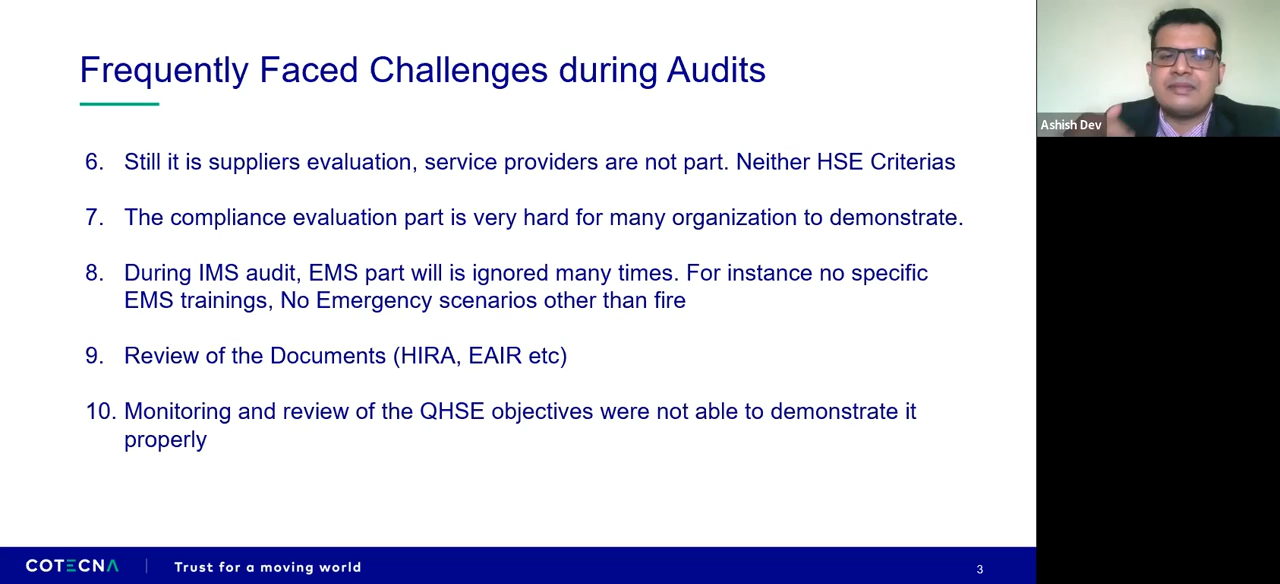 Frequently Faced Challenges during Audits
Ashish Dev
6. Still it is suppliers evaluation, service providers are not part. Neither HSE Criterias
7. The compliance evaluation part is very hard for many organization to demonstrate.
8. During IMS audit, EMS part will is ignored many times. For instance no specific
EMS trainings, No Emergency scenarios other than fire
9. Review of the Documents (HIRA, EAIR etc)
10. Monitoring and review of the QHSE objectives were not able to demonstrate it
properly
COTECNA Trust for a moving world 3